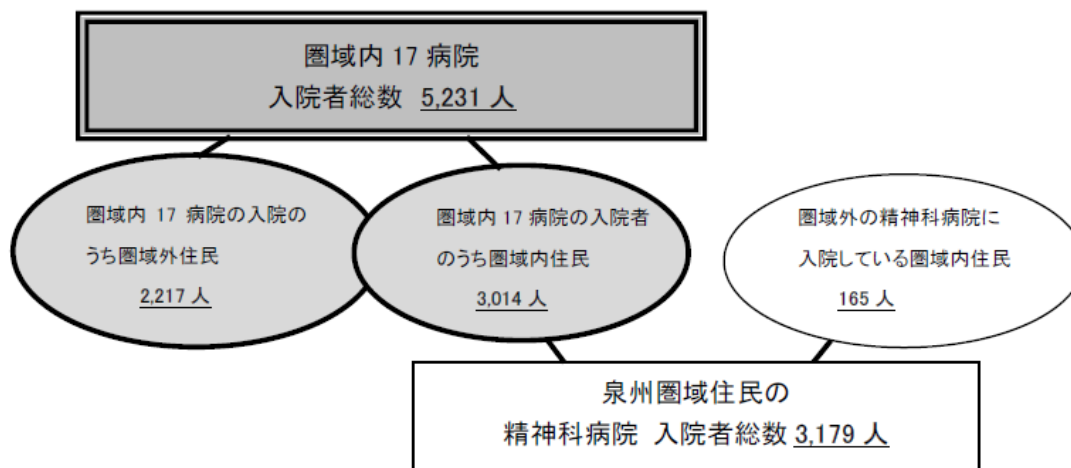 圏域内 17 病院
入院者総数 5,231 人
圏域内 17 病院の入院の
うち圏域外住民
2,217 人
圏域内 17 病院の入院者
のうち圏域内住民
3,014 人
圏域外の精神科病院に
入院している圏域内住民
165 人
泉州圏域住民の
精神科病院 入院者総数 3,179 人